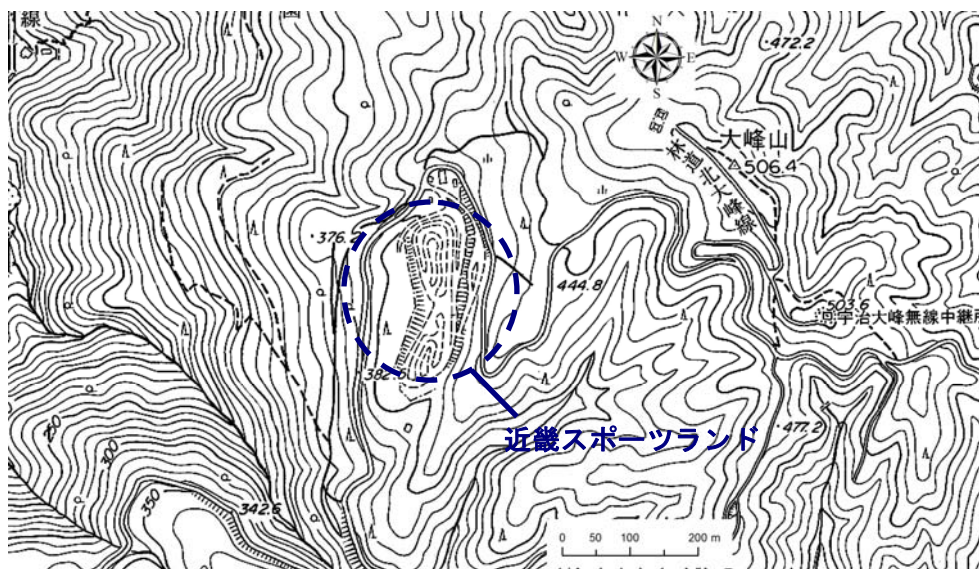 線
園
N
W
E
S
472.2
大峰山
506.4
林道北大峰線
376.2
444.8
503.6
宇治大峰無線中継所
382.
近畿スポーツランド
477.2
300
350
342.6
0 50 100 200 m